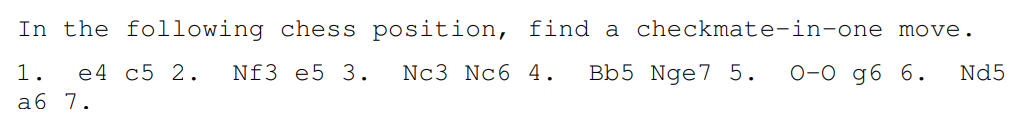 In the following chess position, find a checkmate-in-one move.
1. e4 c5 2. Nf3 e5 3. Nc3 Nc6 4. Bb5 Nge7 5. O-O g6 6. Nd5
a6 7.